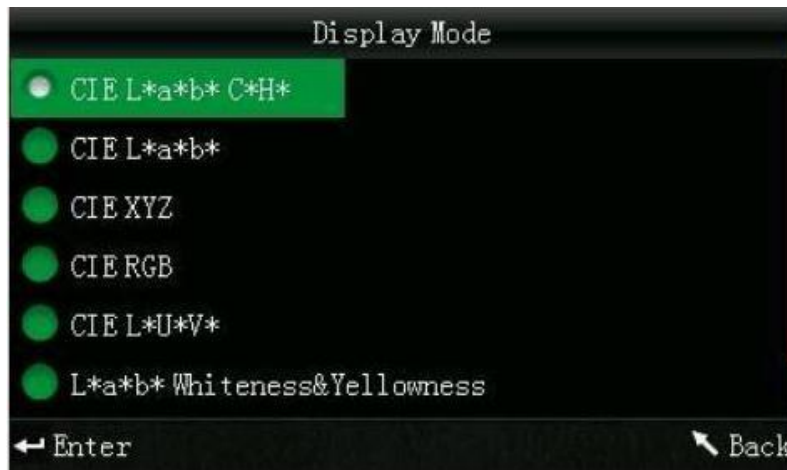 Display Mode
CIE L*a*b* C*H*
CIE L*a*b*
CIE XYZ
CIE RGB
CIE L*U*V*
L*a*b* Whiteness&Yellowness
Enter
Back